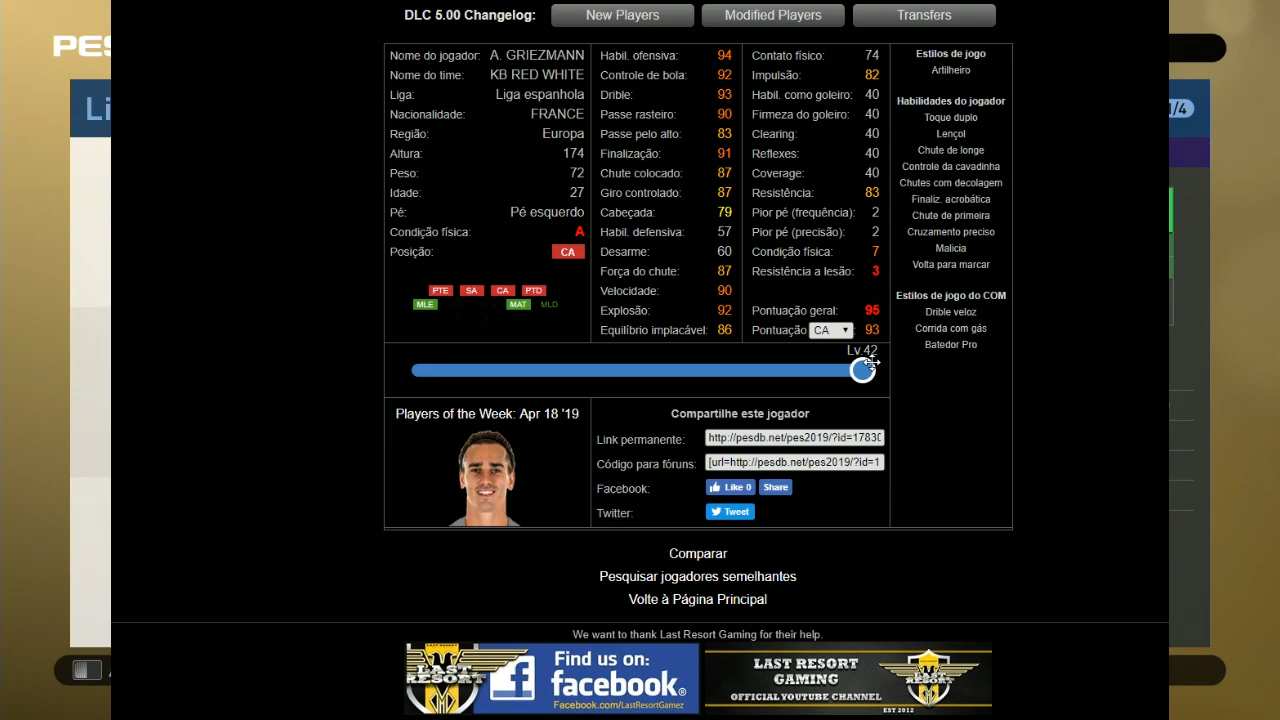 DLC 5.00 Changelog: New Players Modified Players Transfers
PES
Li
1/4
Nome do jogador: A. GRIEZMANN
Nome do time: KB RED WHITE
Liga: Liga espanhola
Nacionalidade: FRANCE
Região: Europa
Altura: 174
Peso: 72
Idade: 27
Pé: Pé esquerdo
Condição física: A
Posição: CA
PTE SA CA PTD
MLE MAT MLD
Habil. ofensiva: 94
Controle de bola: 92
Drible: 93
Passe rasteiro: 90
Passe pelo alto: 83
Finalização: 91
Chute colocado: 87
Giro controlado: 87
Cabeçada: 79
Habil. defensiva: 57
Desarme: 60
Força do chute: 87
Velocidade: 90
Explosão: 92
Equilíbrio implacável: 86
Contato físico: 74
Impulsão: 82
Habil. como goleiro: 40
Firmeza do goleiro: 40
Clearing: 40
Reflexes: 40
Coverage: 40
Resistência: 83
Pior pé (frequência): 2
Pior pé (precisão): 2
Condição física: 7
Resistência a lesão: 3
Pontuação geral: 95
Pontuação CA : 93
Lv.42
Estilos de jogo
Artilheiro
Habilidades do jogador
Toque duplo
Lençol
Chute de longe
Controle da cavadinha
Chutes com decolagem
Finaliz. acrobática
Chute de primeira
Cruzamento preciso
Malicia
Volta para marcar
Estilos de jogo do COM
Drible veloz
Corrida com gás
Batedor Pro
Players of the Week: Apr 18 '19
Compartilhe este jogador
Link permanente: http://pesdb.net/pes2019/?id=17830
Código para fóruns: [url=http://pesdb.net/pes2019/?id=1
Facebook: Like 0 Share
Twitter: Tweet
Comparar
Pesquisar jogadores semelhantes
Volte à Página Principal
We want to thank Last Resort Gaming for their help.
LAST
RESORT
Find us on:
facebook®
Facebook.com/LastResortGamez
LAST RESORT
GAMING
OFFICIAL YOUTUBE CHANNEL
LAST
RESORT
EST 2012